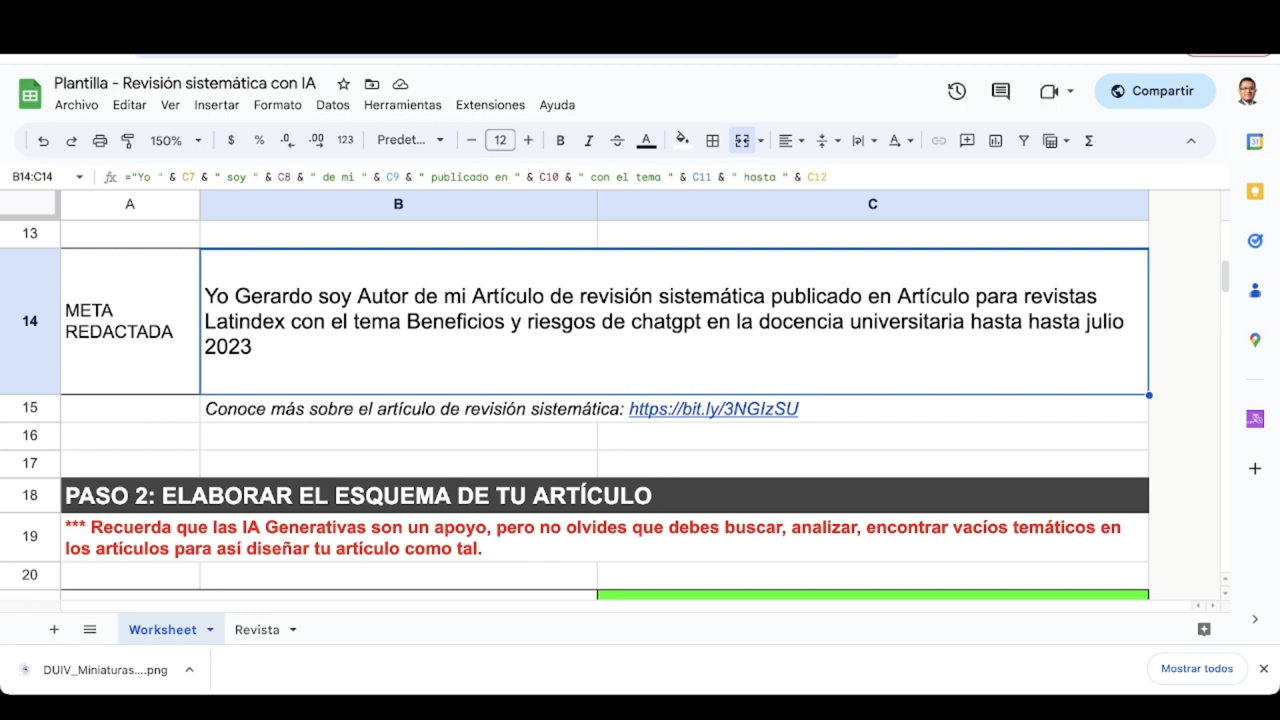 Plantilla - Revisión sistemática con IA
Archivo Editar Ver Insertar Formato Datos Herramientas Extensiones Ayuda
Compartir
150% $ % .0 .00 123 Predet... 12 B I A Σ
B14:C14 fx ="Yo " & C7 & " soy " & C8 & " de mi " & C9 & " publicado en " & C10 & " con el tema " & C11 & " hasta " & C12
A B C
13
14
META
REDACTADA
Yo Gerardo soy Autor de mi Artículo de revisión sistemática publicado en Artículo para revistas
Latindex con el tema Beneficios y riesgos de chatgpt en la docencia universitaria hasta hasta julio
2023
15 Conoce más sobre el artículo de revisión sistemática: https://bit.ly/3NGIzSU
16
17
18 PASO 2: ELABORAR EL ESQUEMA DE TU ARTÍCULO
19
*** Recuerda que las IA Generativas son un apoyo, pero no olvides que debes buscar, analizar, encontrar vacíos temáticos en
los artículos para así diseñar tu artículo como tal.
20
Worksheet Revista
DUIV_Miniaturas....png
Mostrar todos